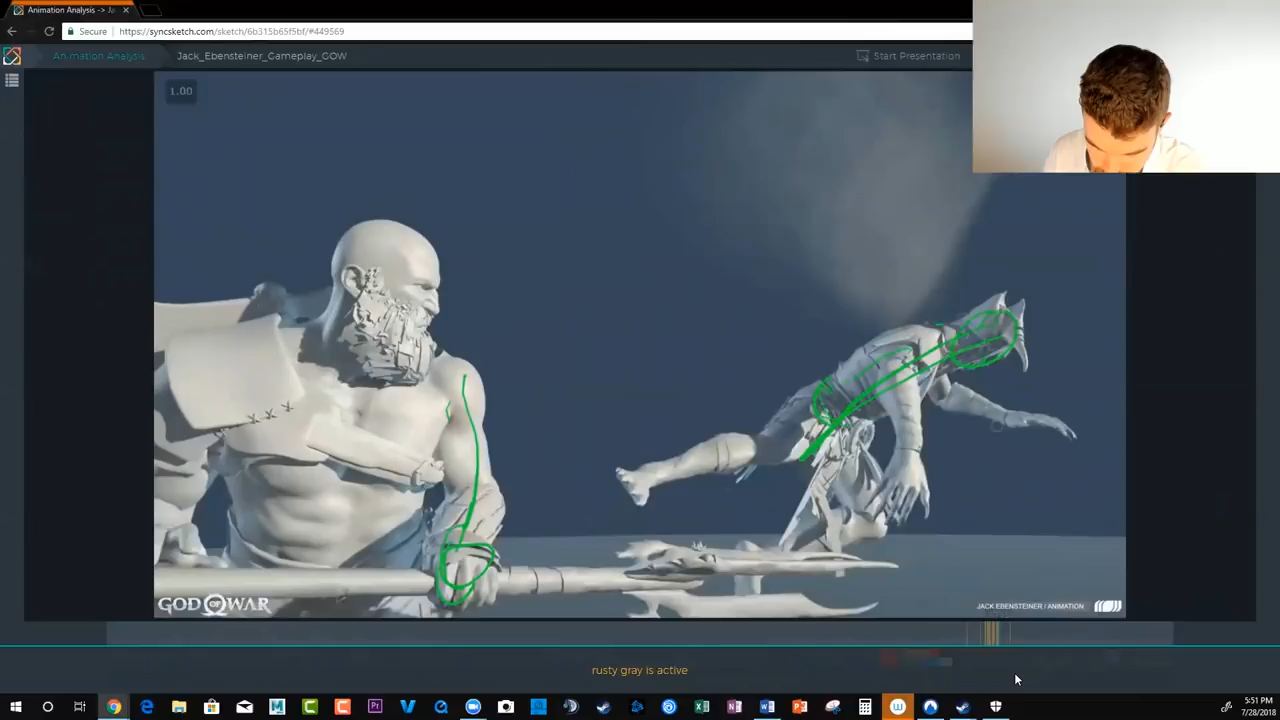 Animation Analysis -> Jo
Secure
https://syncsketch.com/sketch/6b315b65f5bf/#449569
Animation Analysis
Jack_Ebensteiner_Gameplay_GOW
Start Presentation
1.00
GOD OF WAR
JACK EBENSTEINER / ANIMATION
rusty gray is active
5:51 PM
7/28/2018